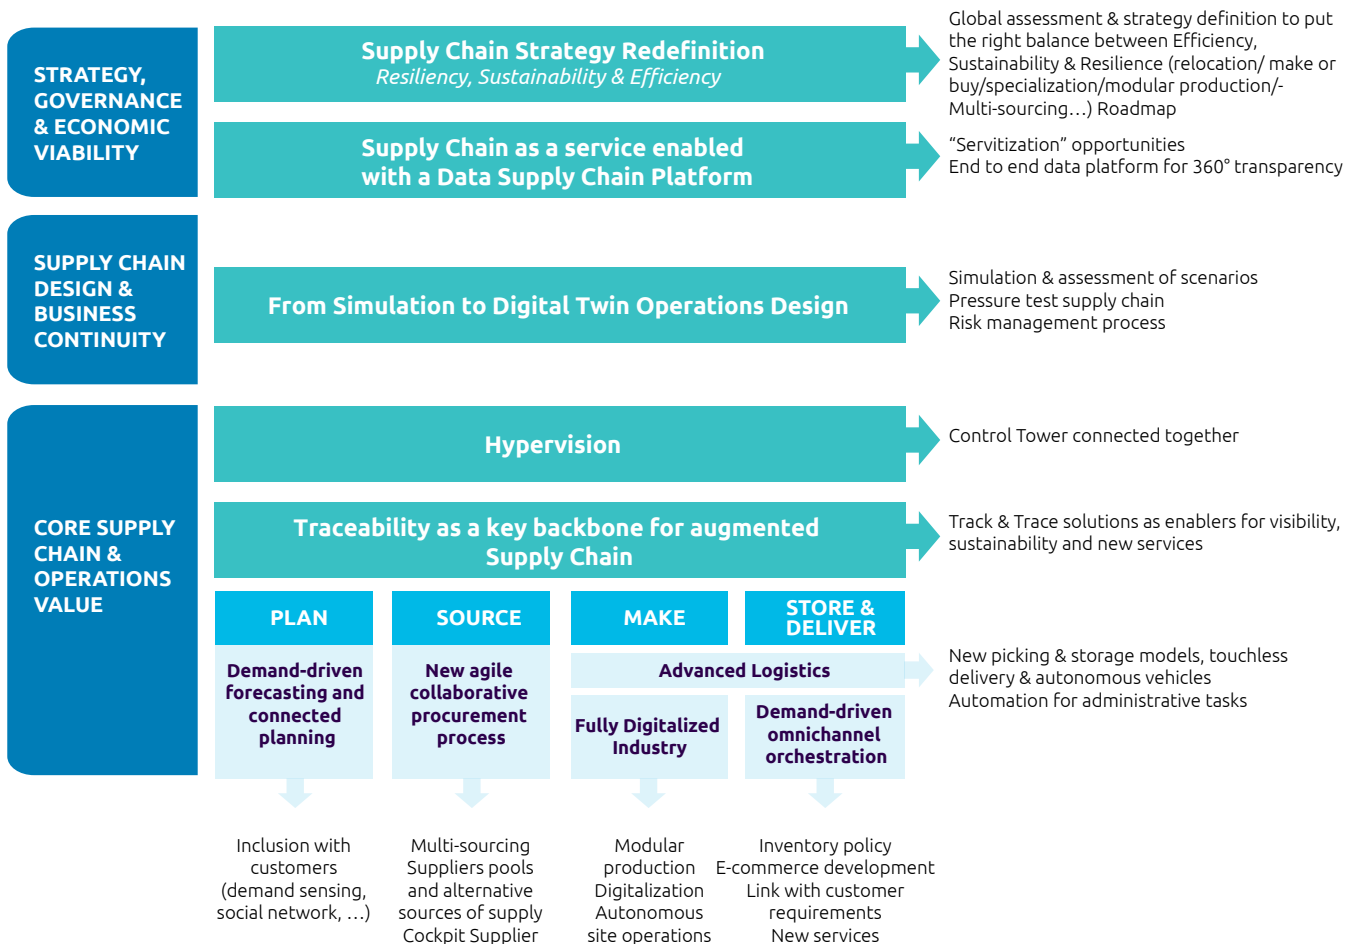 STRATEGY,
GOVERNANCE
& ECONOMIC
VIABILITY
Supply Chain Strategy Redefinition
Resiliency, Sustainability & Efficiency
Global assessment & strategy definition to put
the right balance between Efficiency,
Sustainability & Resilience (relocation/ make or
buy/specialization/modular production/-
Multi-sourcing…) Roadmap
Supply Chain as a service enabled
with a Data Supply Chain Platform
“Servitization” opportunities
End to end data platform for 360° transparency
SUPPLY CHAIN
DESIGN &
BUSINESS
CONTINUITY
From Simulation to Digital Twin Operations Design
Simulation & assessment of scenarios
Pressure test supply chain
Risk management process
CORE SUPPLY
CHAIN &
OPERATIONS
VALUE
Hypervision
Control Tower connected together
Traceability as a key backbone for augmented
Supply Chain
Track & Trace solutions as enablers for visibility,
sustainability and new services
PLAN
SOURCE
MAKE
STORE &
DELIVER
Demand-driven
forecasting and
connected
planning
New agile
collaborative
procurement
process
Advanced Logistics
Fully Digitalized
Industry
Demand-driven
omnichannel
orchestration
New picking & storage models, touchless
delivery & autonomous vehicles
Automation for administrative tasks
Inclusion with
customers
(demand sensing,
social network, …)
Multi-sourcing
Suppliers pools
and alternative
sources of supply
Cockpit Supplier
Modular
production
Digitalization
Autonomous
site operations
Inventory policy
E-commerce development
Link with customer
requirements
New services